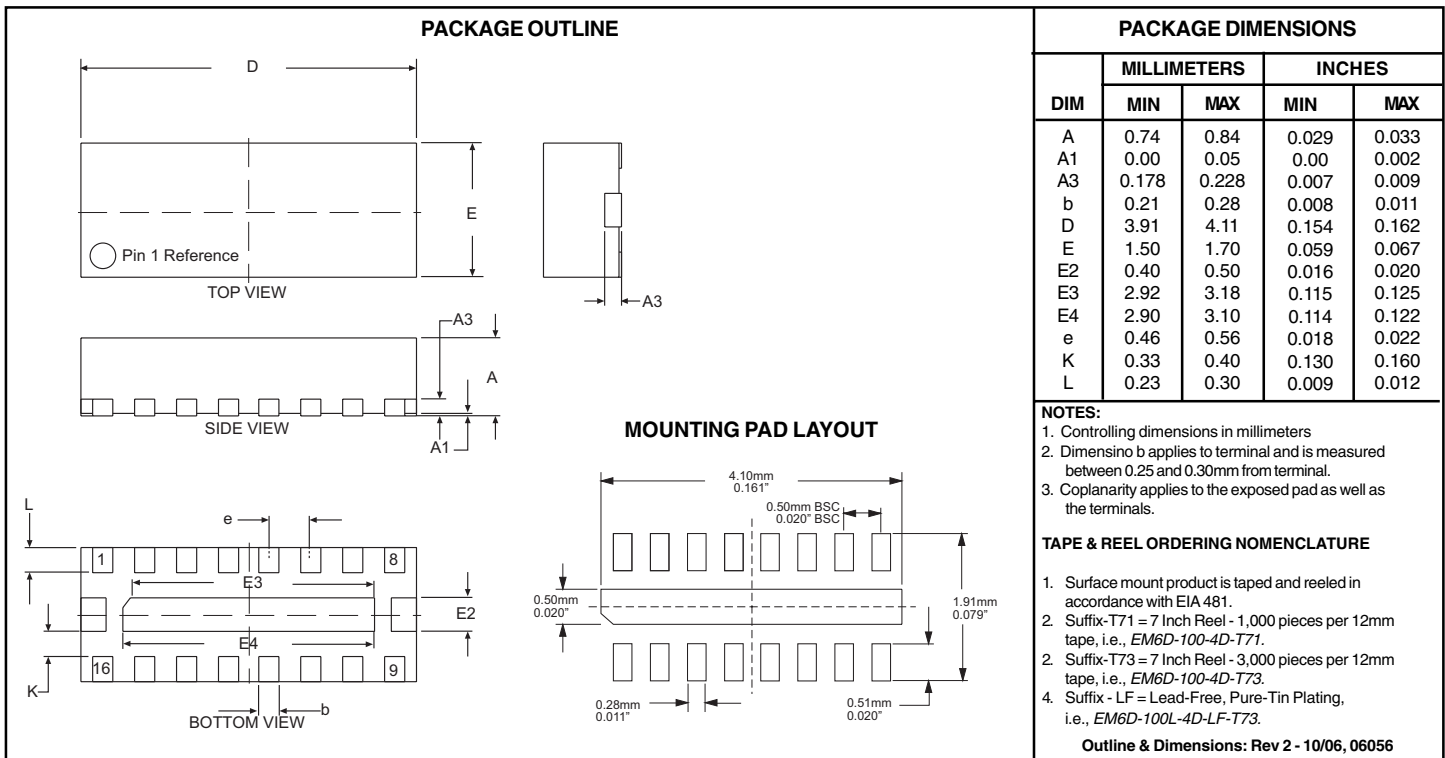 PACKAGE OUTLINE
D
E
Pin 1 Reference
TOP VIEW
A3
A3
A
SIDE VIEW
A1
L
e
1
8
E3
E2
E4
16
9
K
b
BOTTOM VIEW
MOUNTING PAD LAYOUT
4.10mm
0.161"
0.50mm BSC
0.020" BSC
0.50mm
0.020"
1.91mm
0.079"
0.28mm
0.011"
0.51mm
0.020"
PACKAGE DIMENSIONS
MILLIMETERS INCHES
DIM MIN MAX MIN MAX
A 0.74 0.84 0.029 0.033
A1 0.00 0.05 0.00 0.002
A3 0.178 0.228 0.007 0.009
b 0.21 0.28 0.008 0.011
D 3.91 4.11 0.154 0.162
E 1.50 1.70 0.059 0.067
E2 0.40 0.50 0.016 0.020
E3 2.92 3.18 0.115 0.125
E4 2.90 3.10 0.114 0.122
e 0.46 0.56 0.018 0.022
K 0.33 0.40 0.130 0.160
L 0.23 0.30 0.009 0.012
NOTES:
1. Controlling dimensions in millimeters
2. Dimensino b applies to terminal and is measured
between 0.25 and 0.30mm from terminal.
3. Coplanarity applies to the exposed pad as well as
the terminals.
TAPE & REEL ORDERING NOMENCLATURE
1. Surface mount product is taped and reeled in
accordance with EIA 481.
2. Suffix-T71 = 7 Inch Reel - 1,000 pieces per 12mm
tape, i.e., EM6D-100-4D-T71.
2. Suffix-T73 = 7 Inch Reel - 3,000 pieces per 12mm
tape, i.e., EM6D-100-4D-T73.
4. Suffix - LF = Lead-Free, Pure-Tin Plating,
i.e., EM6D-100L-4D-LF-T73.
Outline & Dimensions: Rev 2 - 10/06, 06056